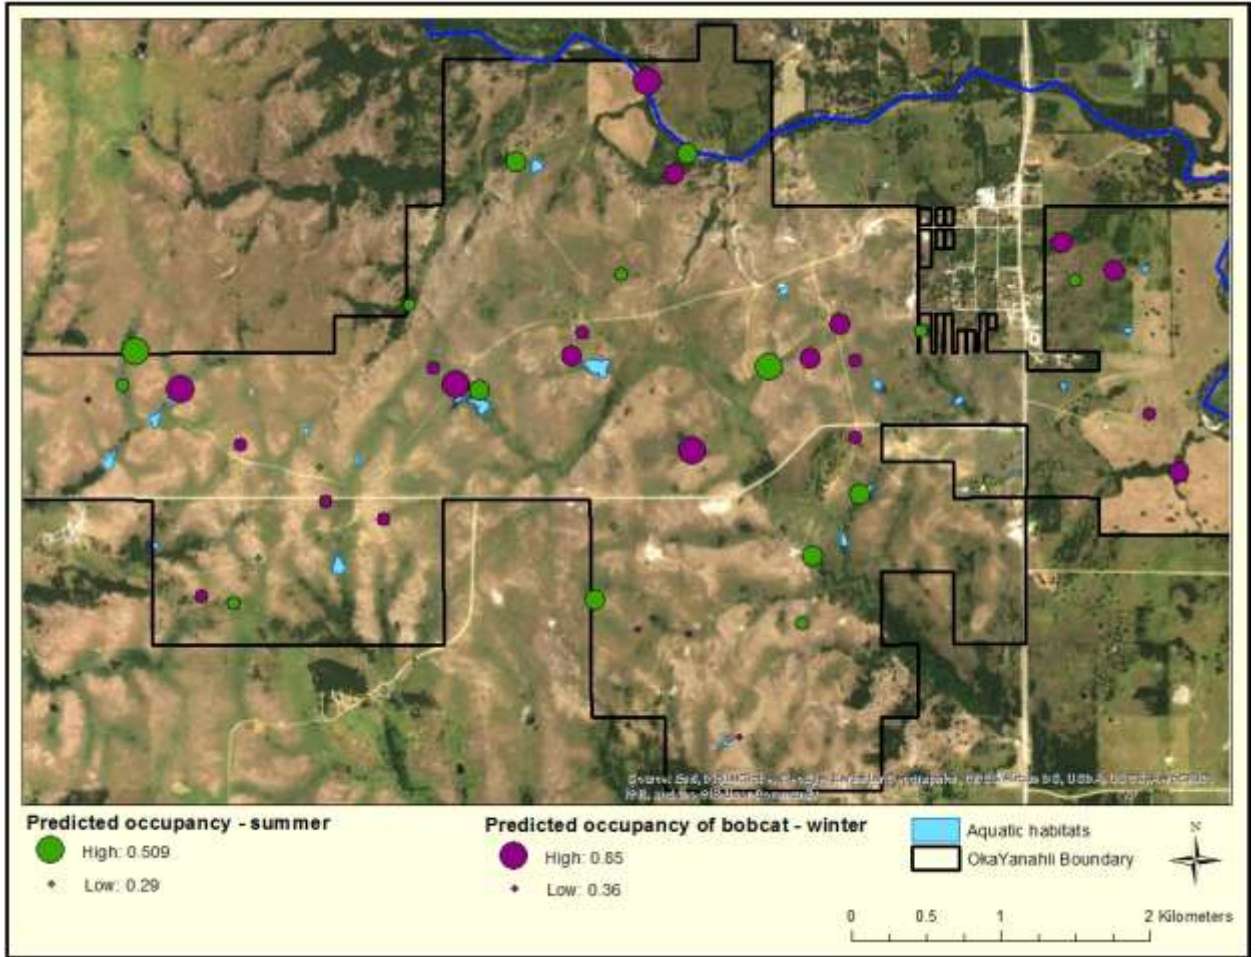 Predicted occupancy - summer
High: 0.509
Low: 0.29
Predicted occupancy of bobcat - winter
High: 0.85
Low: 0.36
Aquatic habitats
OkaYanahli Boundary
N
0 0.5 1 2 Kilometers